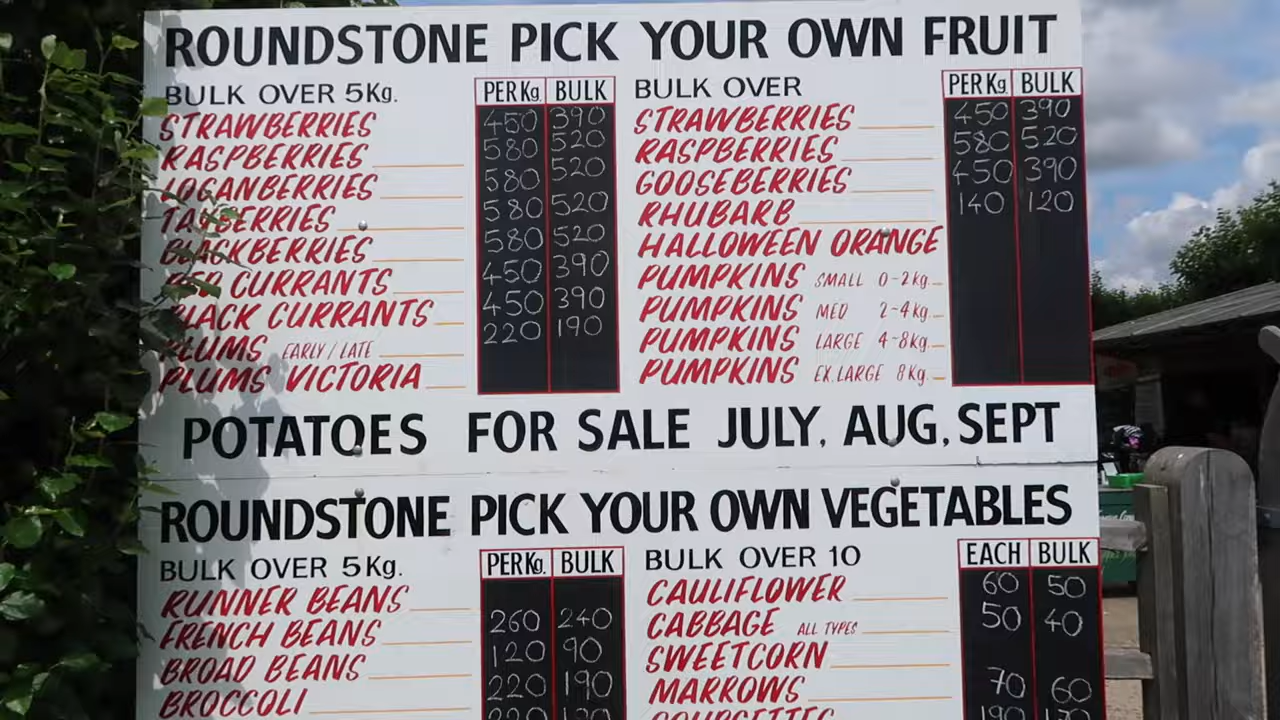 ROUNDSTONE PICK YOUR OWN FRUIT
BULK OVER 5Kg. PER Kg. BULK
STRAWBERRIES 450 390
RASPBERRIES 580 520
LOGANBERRIES 580 520
TAYBERRIES 580 520
BLACKBERRIES 580 520
RED CURRANTS 450 390
BLACK CURRANTS 450 390
PLUMS EARLY / LATE 220 190
PLUMS VICTORIA
BULK OVER PER Kg. BULK
STRAWBERRIES 450 390
RASPBERRIES 580 520
GOOSEBERRIES 450 390
RHUBARB 140 120
HALLOWEEN ORANGE
PUMPKINS SMALL 0-2kg.
PUMPKINS MED 2-4kg.
PUMPKINS LARGE 4-8kg.
PUMPKINS EX.LARGE 8kg.
POTATOES FOR SALE JULY, AUG, SEPT
ROUNDSTONE PICK YOUR OWN VEGETABLES
BULK OVER 5Kg. PER Kg. BULK
RUNNER BEANS
FRENCH BEANS 260 240
BROAD BEANS 120 90
BROCCOLI 220 190
BULK OVER 10 EACH BULK
CAULIFLOWER 60 50
CABBAGE ALL TYPES 50 40
SWEETCORN
MARROWS 70 60
COURGETTES